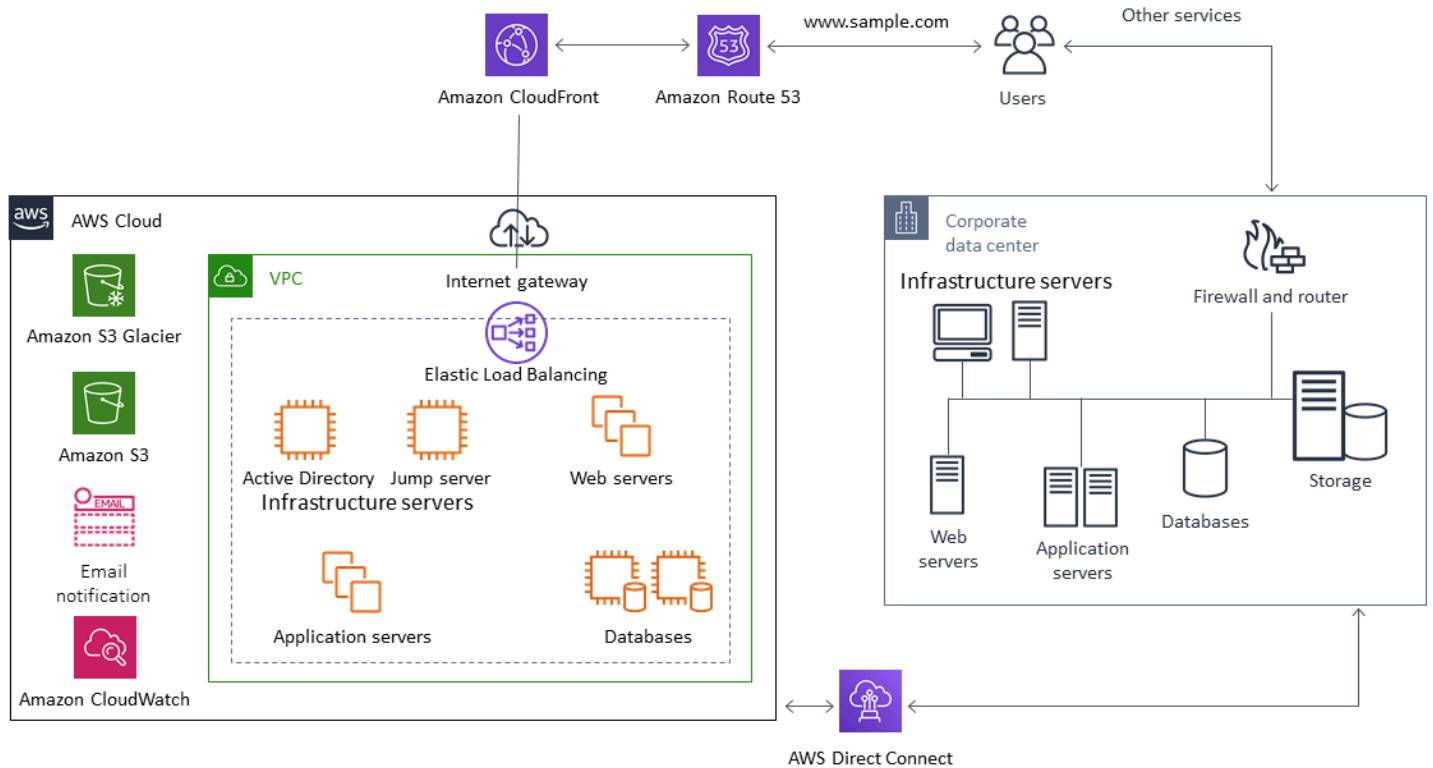 www.sample.com
Other services
53
Amazon CloudFront
Amazon Route 53
Users
aws
AWS Cloud
Corporate
data center
VPC
Internet gateway
Infrastructure servers
Firewall and router
Amazon S3 Glacier
Elastic Load Balancing
Amazon S3
Active Directory
Jump server
Web servers
Infrastructure servers
Storage
EMAIL
Databases
Web
servers
Application
servers
Email
notification
Application servers
Databases
Amazon CloudWatch
AWS Direct Connect